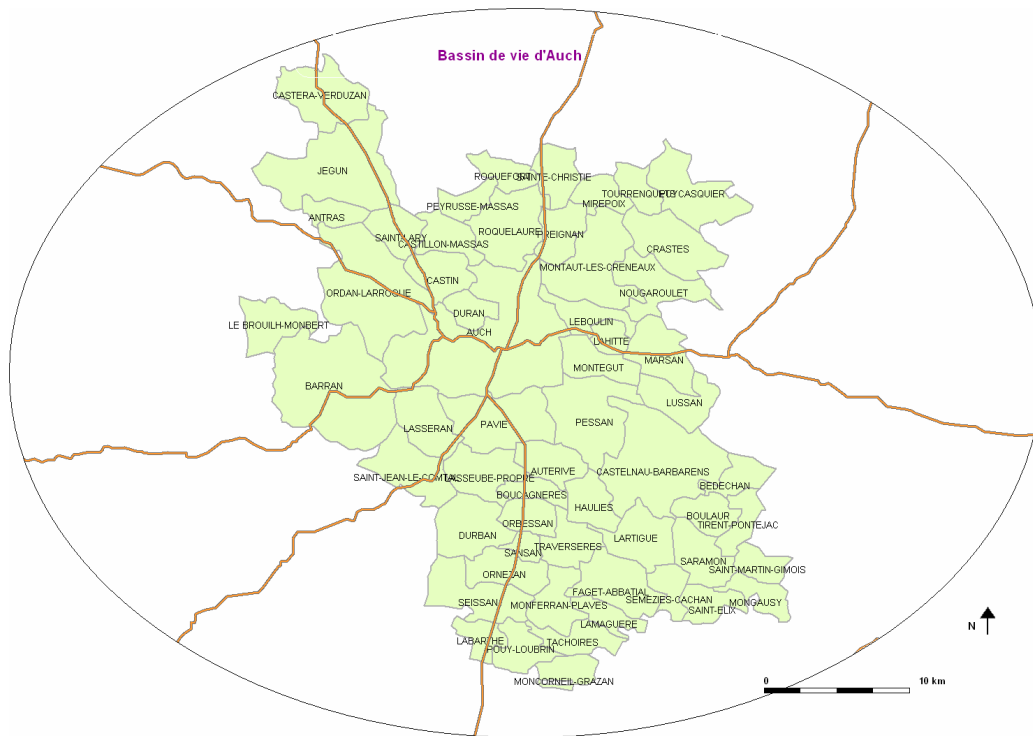 Bassin de vie d'Auch
CASTERA-VERDUZAN
JEGUN
ROQUEFORT
SAINTE-CHRISTIE
TOURRENQUETS
PUYCASQUIER
MIREPOIX
PEYRUSSE-MASSAS
ANTRAS
ROQUELAURE
PREIGNAN
SAINT-LARY
CASTILLON-MASSAS
CRASTES
MONTAUT-LES-CRENEAUX
CASTIN
ORDAN-LARROQUE
NOUGAROULET
DURAN
LE BROUILH-MONBERT
LEBOULIN
AUCH
LAHITTE
MARSAN
MONTEGUT
BARRAN
LUSSAN
LASSERAN
PAVIE
PESSAN
SAINT-JEAN-LE-COMTAL
LASSEUBE-PROPRE
AUTERIVE
CASTELNAU-BARBARENS
BEDECHAN
BOUCAGNERES
HAULIES
BOULAUR
ORBESSAN
TIRENT-PONTEJAC
DURBAN
LARTIGUE
TRAVERSERES
SANSAN
SARAMON
SAINT-MARTIN-GIMOIS
ORNEZAN
FAGET-ABBATIAL
SEMEZIES-CACHAN
SEISSAN
MONFERRAN-PLAVES
MONGAUSY
SAINT-ELIX
LAMAGUERE
LABARTHE
TACHOIRES
POUY-LOUBRIN
MONCORNEIL-GRAZAN
N
0 10 km